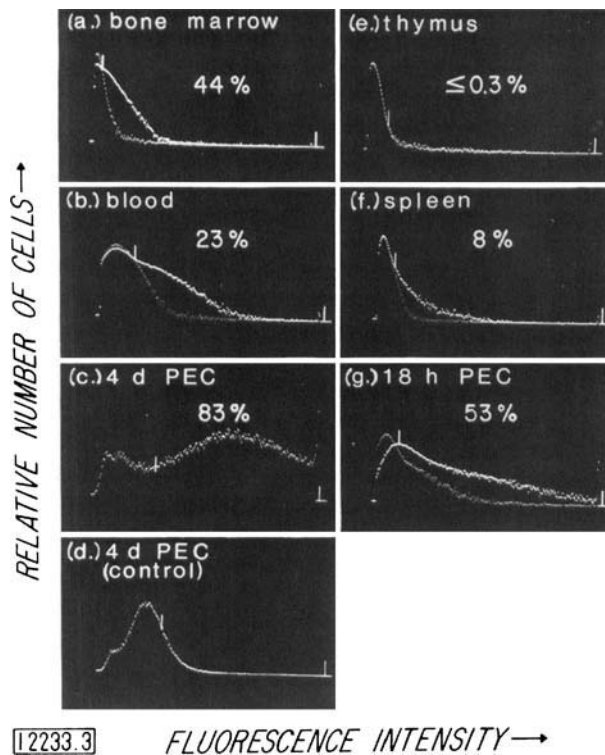 (a.) bone marrow
44%
(b.) blood
23%
(c.) 4 d PEC
83%
(d.) 4 d PEC
(control)
(e.) thymus
≤0.3%
(f.) spleen
8%
(g.) 18 h PEC
53%
RELATIVE NUMBER OF CELLS→
12233.3
FLUORESCENCE INTENSITY→